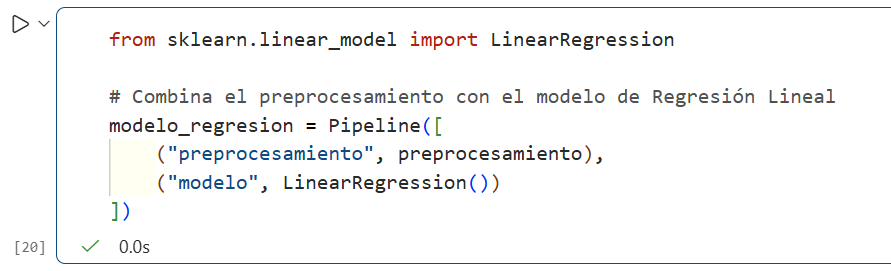 from sklearn.linear_model import LinearRegression
# Combina el preprocesamiento con el modelo de Regresión Lineal
modelo_regresion = Pipeline([
    ("preprocesamiento", preprocesamiento),
    ("modelo", LinearRegression())
])
[20] ✓ 0.0s